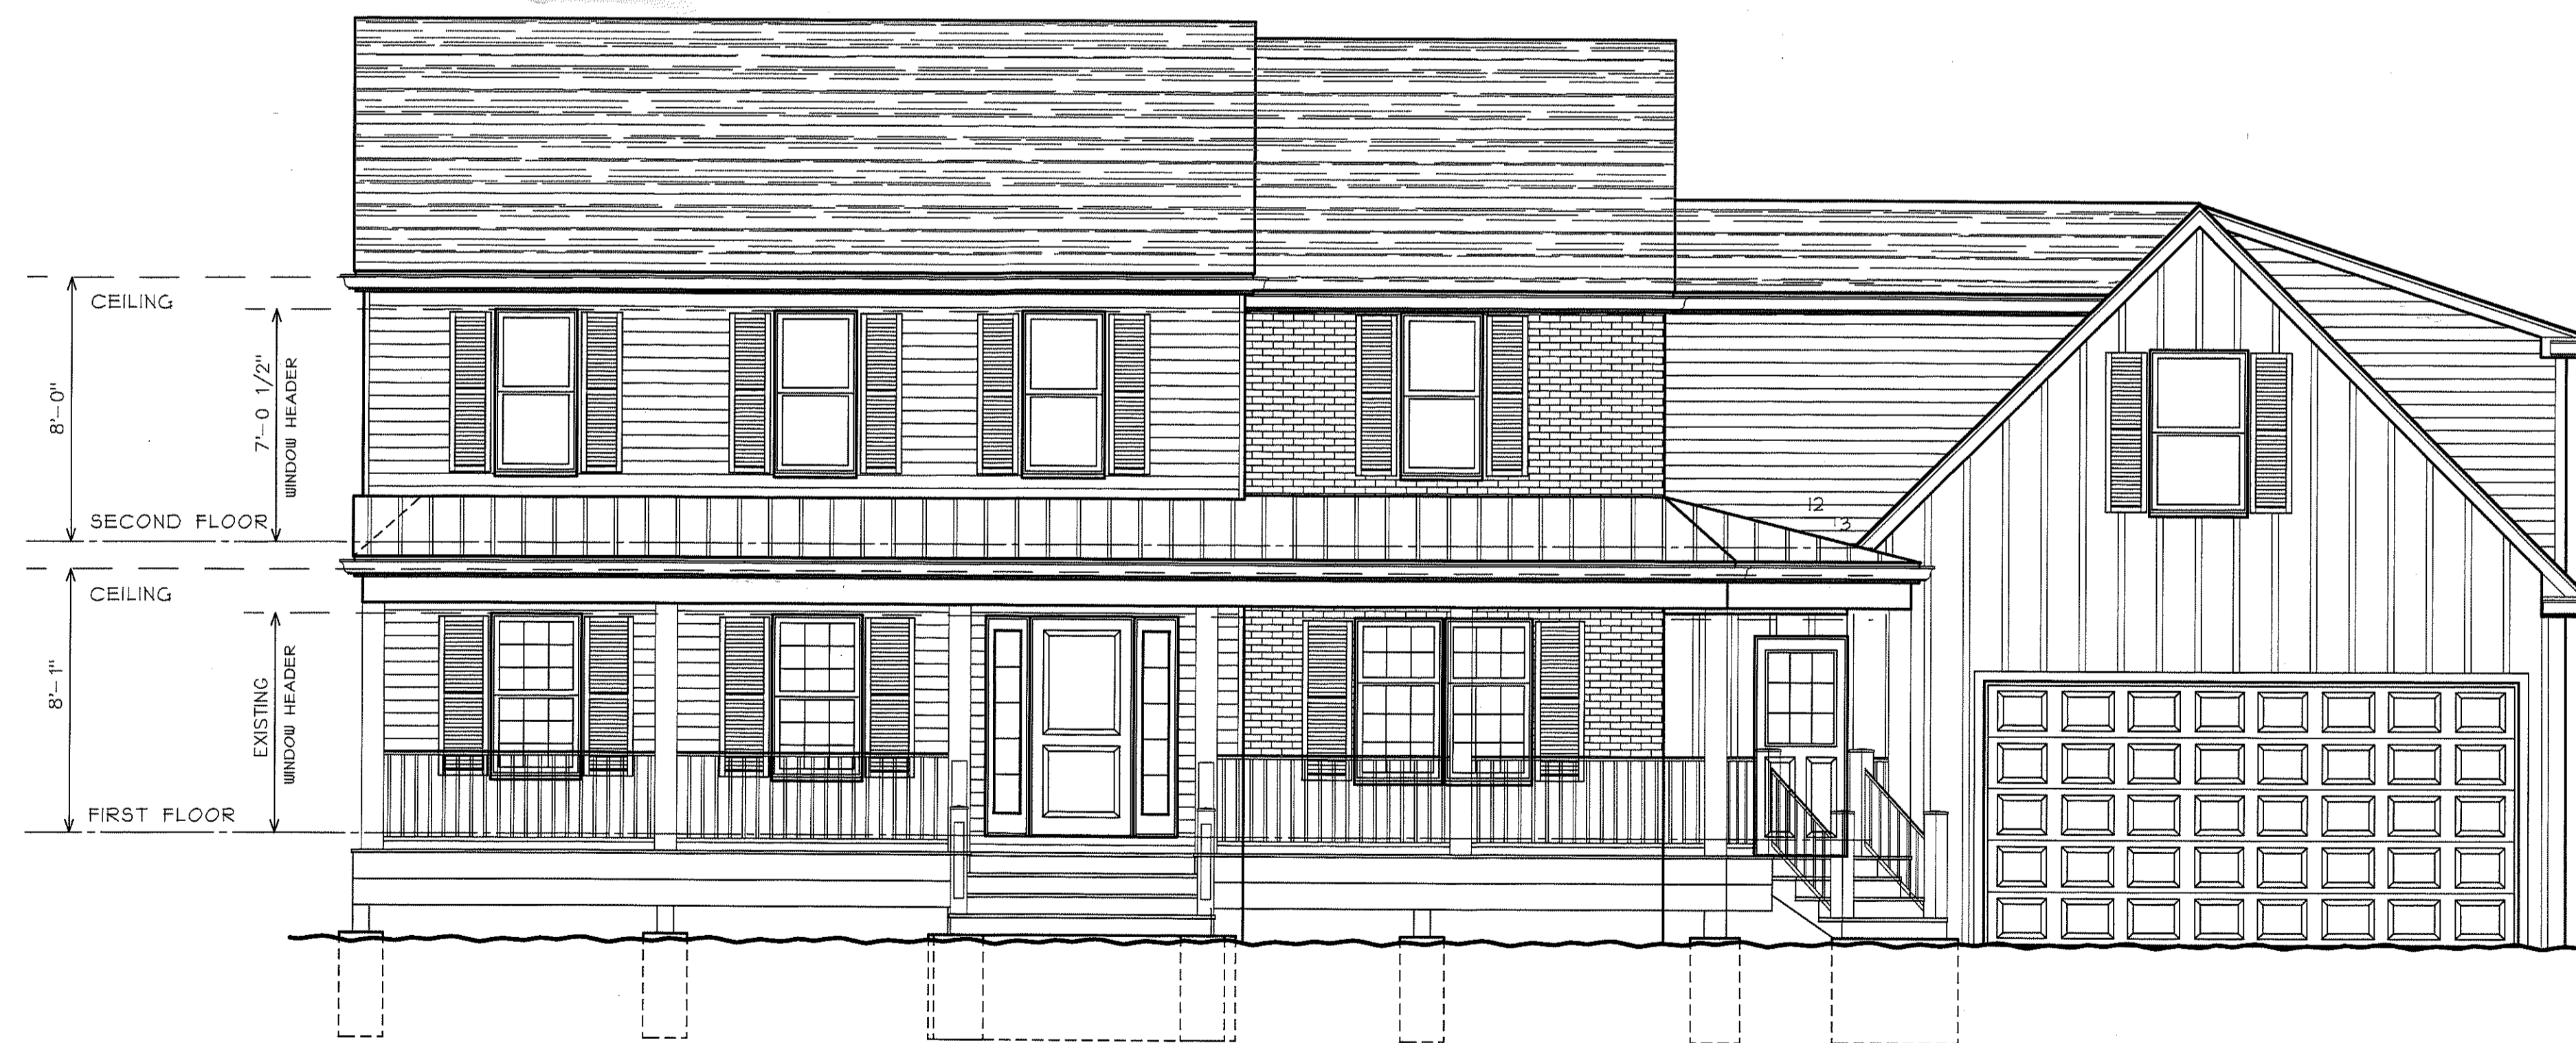 CEILING
8'-0"
7'-0 1/2"
WINDOW HEADER
SECOND FLOOR
12
3
CEILING
8'-1"
EXISTING
WINDOW HEADER
FIRST FLOOR